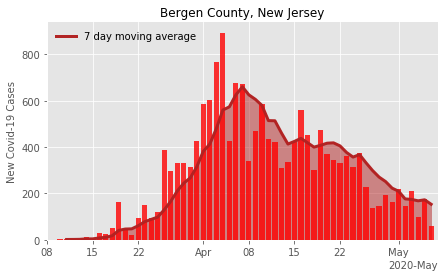 Bergen County, New Jersey
7 day moving average
New Covid-19 Cases
800
600
400
200
0
08 15 22 Apr 08 15 22 May
2020-May